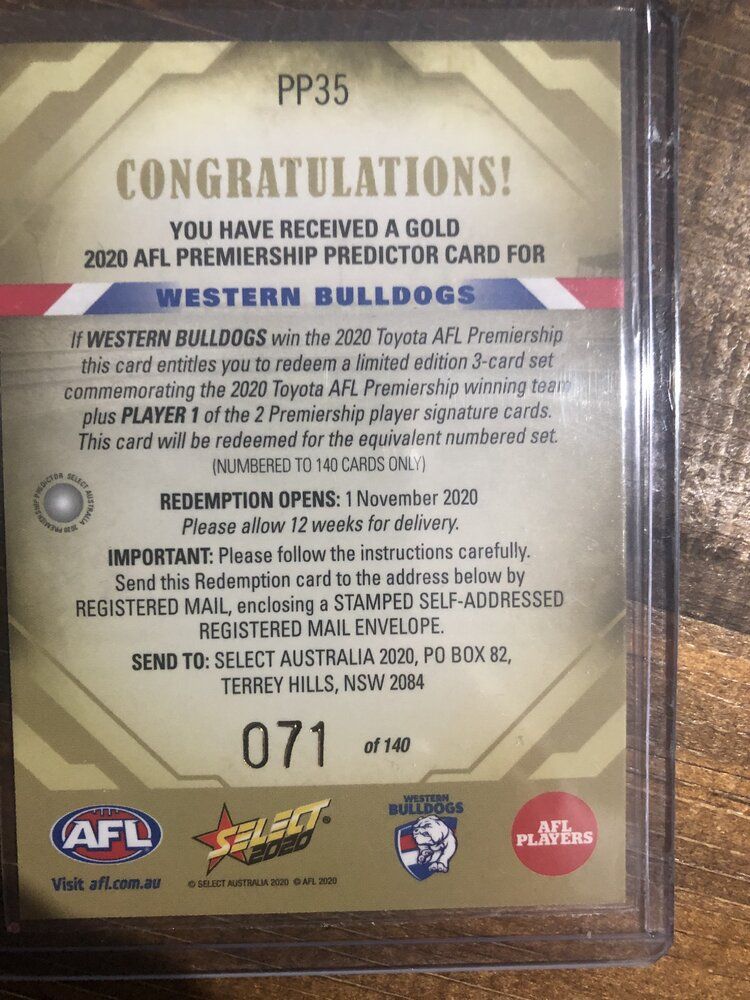 PP35
CONGRATULATIONS!
YOU HAVE RECEIVED A GOLD
2020 AFL PREMIERSHIP PREDICTOR CARD FOR
WESTERN BULLDOGS
If WESTERN BULLDOGS win the 2020 Toyota AFL Premiership
this card entitles you to redeem a limited edition 3-card set
commemorating the 2020 Toyota AFL Premiership winning team
plus PLAYER 1 of the 2 Premiership player signature cards.
This card will be redeemed for the equivalent numbered set.
(NUMBERED TO 140 CARDS ONLY)
SELECT AUSTRALIA 2020 PREMIERSHIP PREDICTOR
REDEMPTION OPENS: 1 November 2020
Please allow 12 weeks for delivery.
IMPORTANT: Please follow the instructions carefully.
Send this Redemption card to the address below by
REGISTERED MAIL, enclosing a STAMPED SELF-ADDRESSED
REGISTERED MAIL ENVELOPE.
SEND TO: SELECT AUSTRALIA 2020, PO BOX 82,
TERREY HILLS, NSW 2084
071 of 140
AFL
Visit afl.com.au
SELECT ®
2020
© SELECT AUSTRALIA 2020 © AFL 2020
WESTERN
BULLDOGS
AFL
PLAYERS